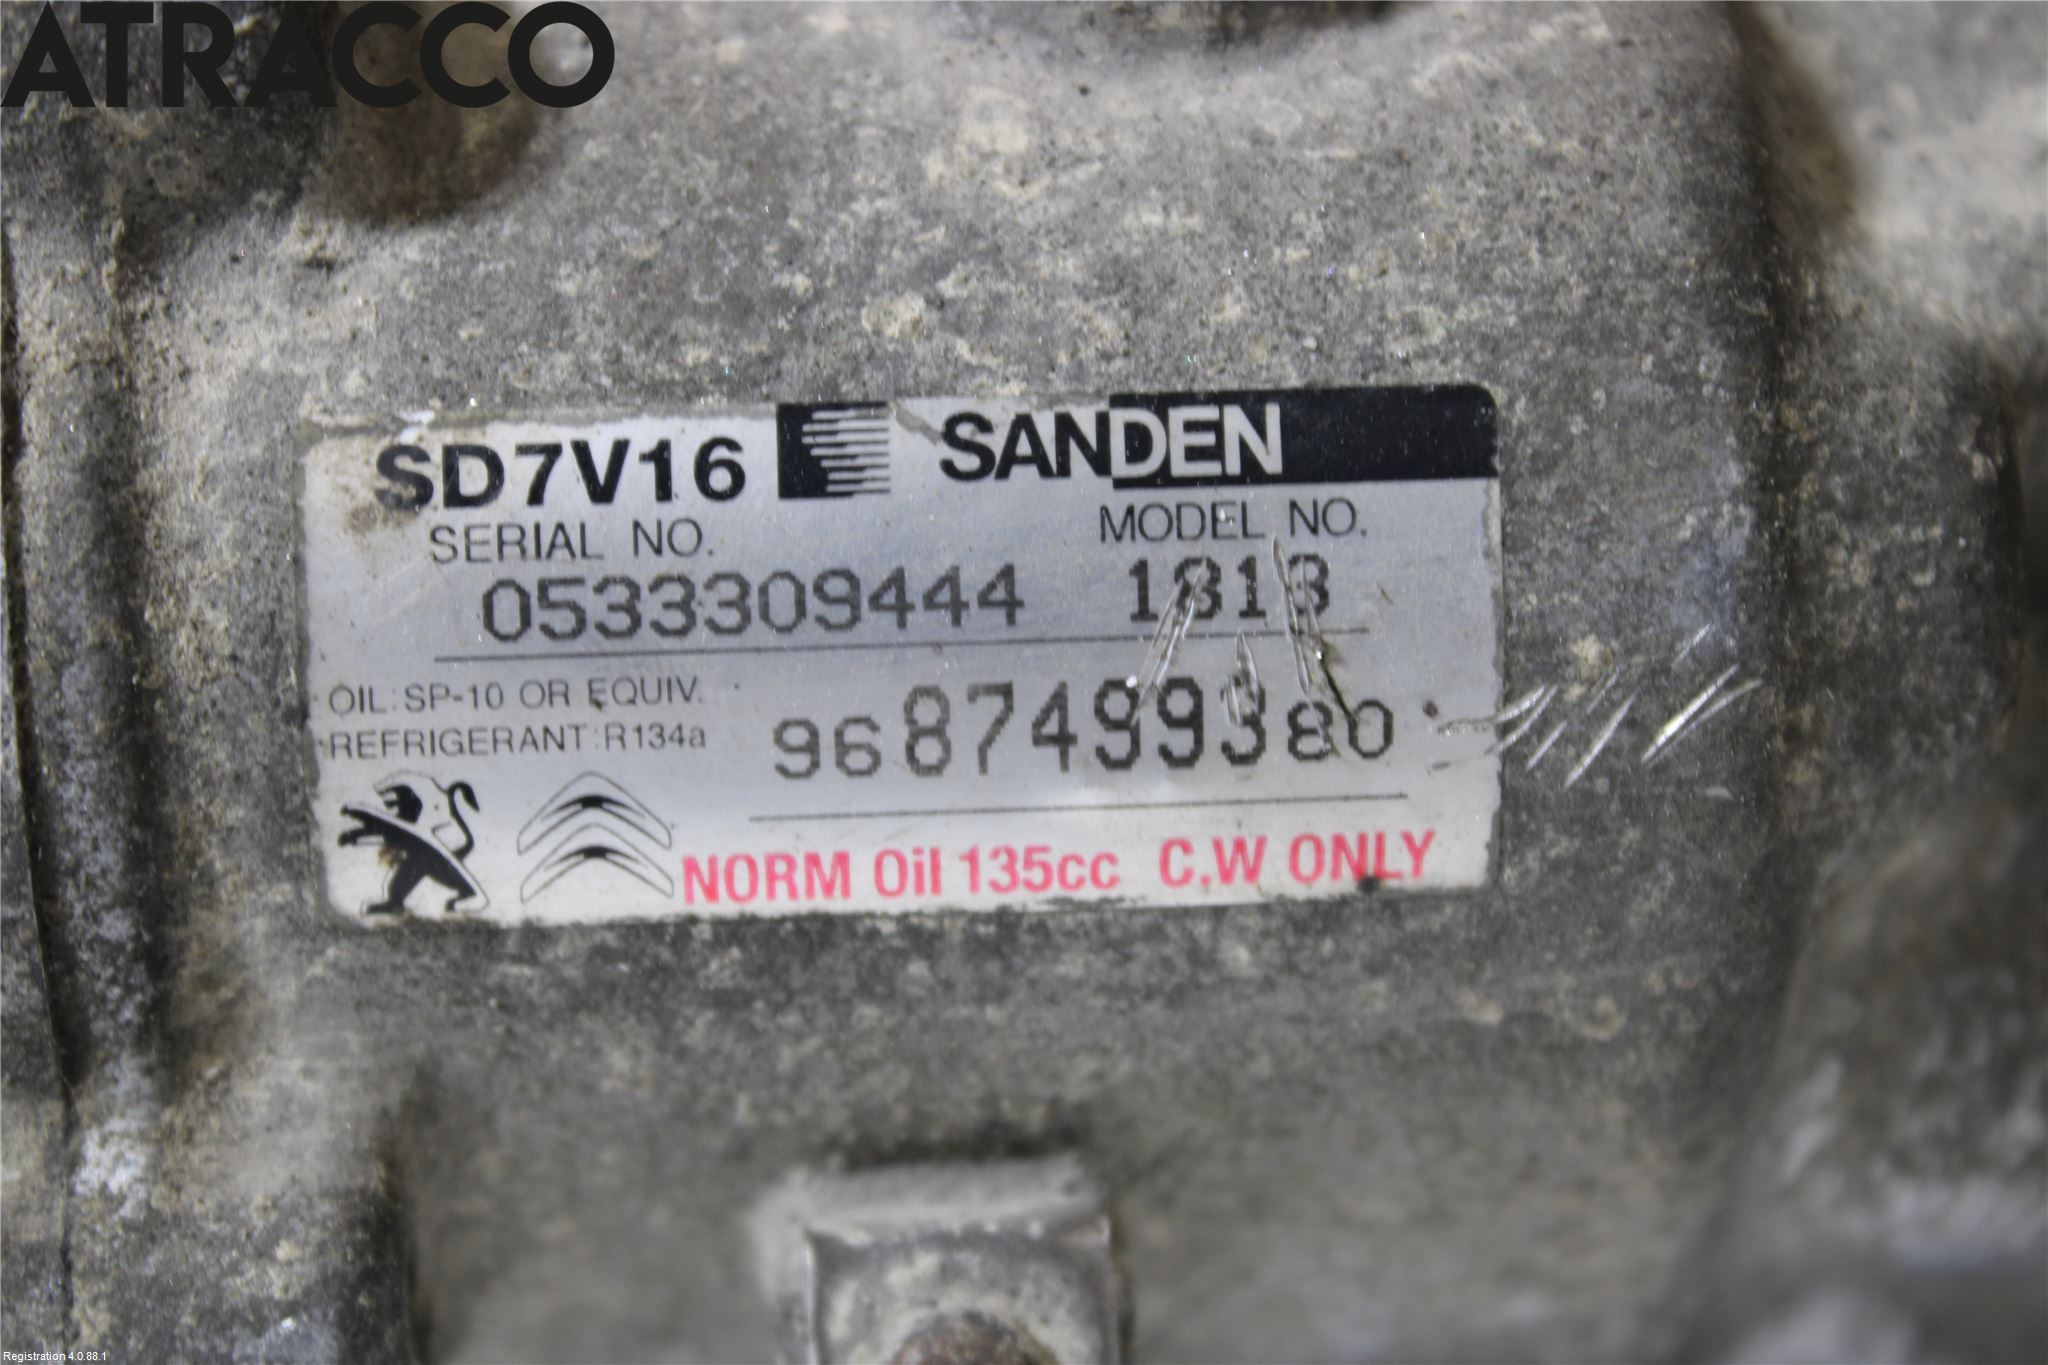 ATRACCO
SD7V16 SANDEN
SERIAL NO. MODEL NO.
0533309444 1813
OIL: SP-10 OR EQUIV.
REFRIGERANT: R134a
9687499380
NORM Oil 135cc C.W ONLY
Registration 4.0.88.1